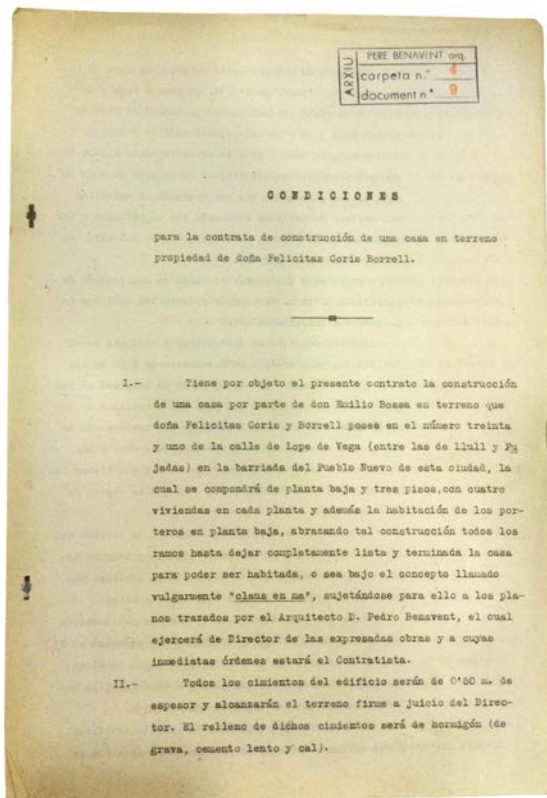 ARXIU
PERE BENAVENT arq.
carpeta n.° 4
document n° 9
CONDICIONES
para la contrata de construcción de una casa en terreno
propiedad de doña Felicitas Coris Borrell.
I.- Tiene por objeto el presente contrato la construcción
de una casa por parte de don Emilio Bossa en terreno que
doña Felicitas Coris y Borrell posee en el número treinta
y uno de la calle de Lope de Vega (entre las de Llull y Pu
jadas) en la barriada del Pueblo Nuevo de esta ciudad, la
cual se compondrá de planta baja y tres pisos,con cuatro
viviendas en cada planta y además la habitación de los por-
teros en planta baja, abrazando tal construcción todos los
ramos hasta dejar completamente lista y terminada la casa
para poder ser habitada, o sea bajo el concepto llamado
vulgarmente "claus en ma", sujetándose para ello a los pla-
nos trazados por el Arquitecto D. Pedro Benavent, el cual
ejercerá de Director de las expresadas obras y a cuyas
inmediatas órdenes estará el Contratista.
II.- Todos los cimientos del edificio serán de 0'50 m. de
espesor y alcanzarán el terreno firme a juicio del Direc-
tor. El relleno de dichos cimientos será de hormigón (de
grava, cemento lento y cal).